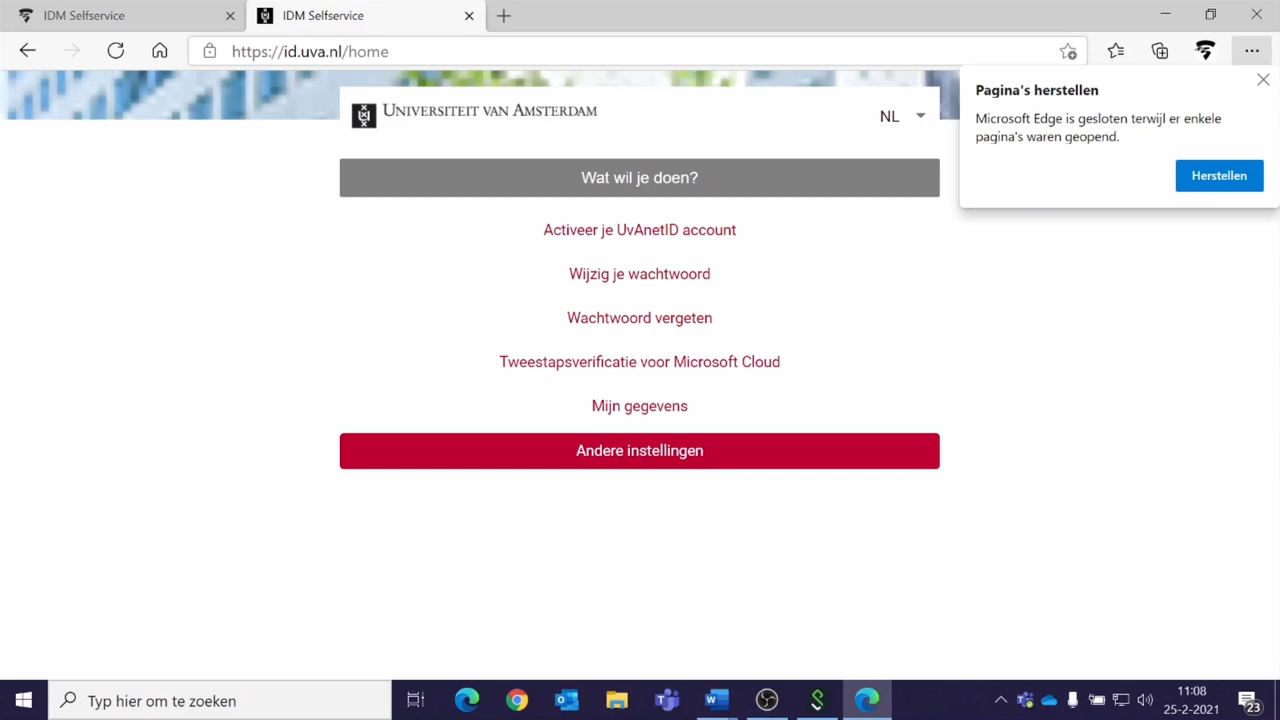 IDM Selfservice
IDM Selfservice
https://id.uva.nl/home
UNIVERSITEIT VAN AMSTERDAM
NL
Pagina's herstellen
Microsoft Edge is gesloten terwijl er enkele
pagina's waren geopend.
Herstellen
Wat wil je doen?
Activeer je UvAnetID account
Wijzig je wachtwoord
Wachtwoord vergeten
Tweestapsverificatie voor Microsoft Cloud
Mijn gegevens
Andere instellingen
Typ hier om te zoeken
11:08
25-2-2021
23